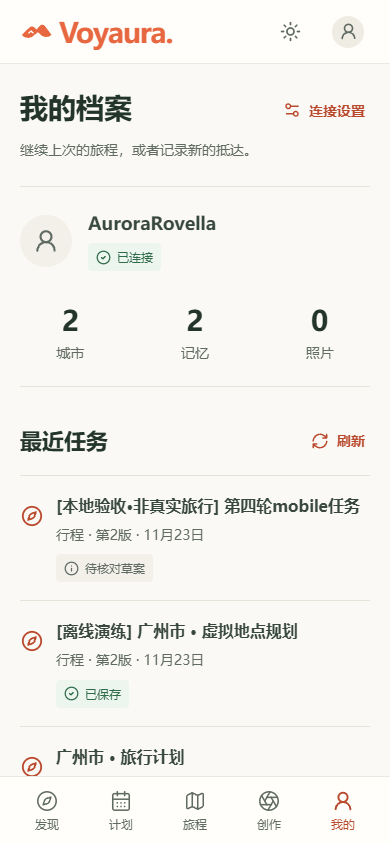 Voyaura.
我的档案
连接设置
继续上次的旅程，或者记录新的抵达。
AuroraRovella
已连接
2
2
0
城市
记忆
照片
最近任务
刷新
[本地验收·非真实旅行] 第四轮mobile任务
行程 · 第2版 · 11月23日
待核对草案
[离线演练] 广州市 · 虚拟地点规划
行程 · 第2版 · 11月23日
已保存
广州市 · 旅行计划
发现
计划
旅程
创作
我的